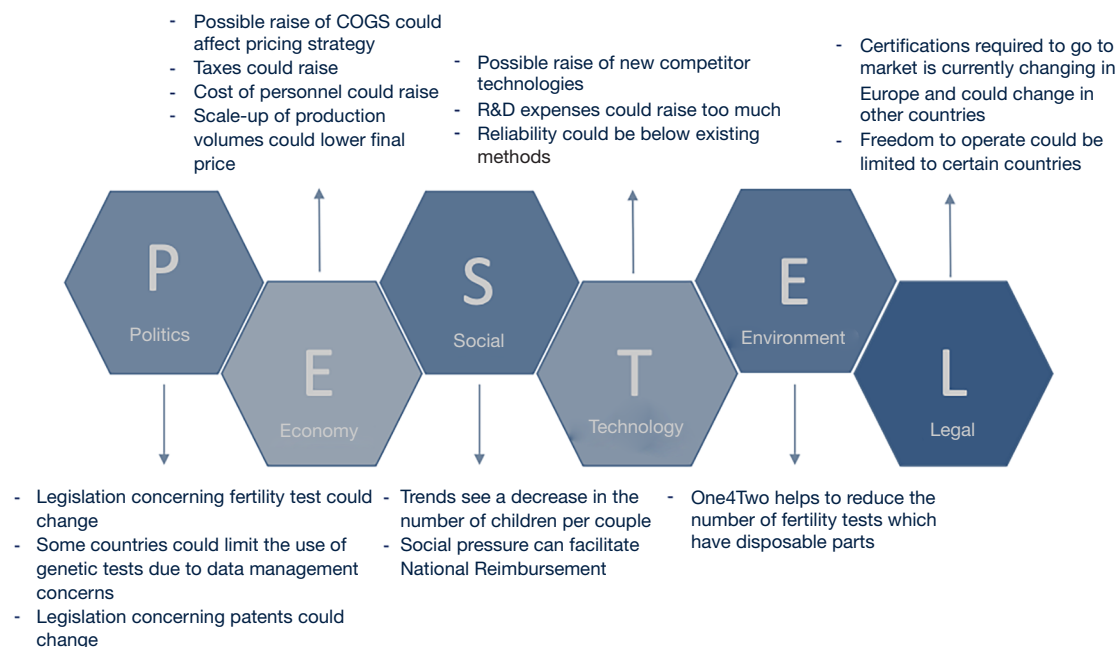 - Possible raise of COGS could
affect pricing strategy
- Taxes could raise
- Cost of personnel could raise
- Scale-up of production
volumes could lower final
price
- Possible raise of new competitor
technologies
- R&D expenses could raise too much
- Reliability could be below existing
methods
- Certifications required to go to
market is currently changing in
Europe and could change in
other countries
- Freedom to operate could be
limited to certain countries
P
Politics
E
Economy
S
Social
T
Technology
E
Environment
L
Legal
- Legislation concerning fertility test could
change
- Some countries could limit the use of
genetic tests due to data management
concerns
- Legislation concerning patents could
change
- Trends see a decrease in the
number of children per couple
- Social pressure can facilitate
National Reimbursement
- One4Two helps to reduce the
number of fertility tests which
have disposable parts